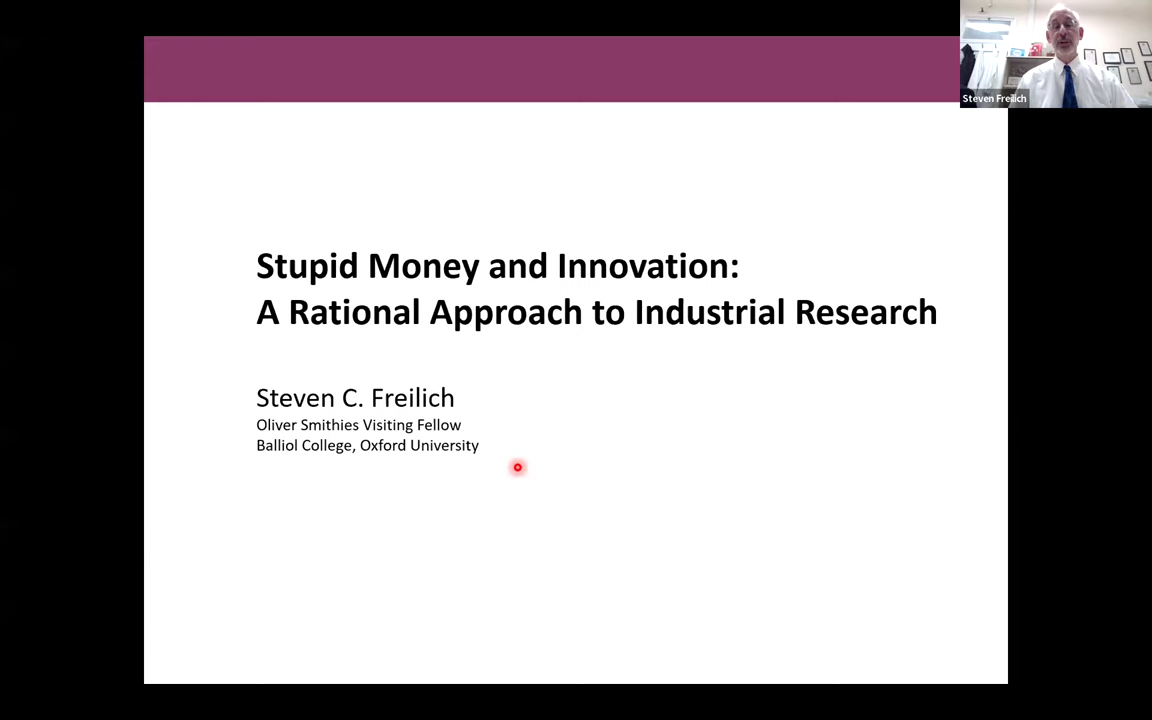 Steven Freilich
Stupid Money and Innovation:
A Rational Approach to Industrial Research
Steven C. Freilich
Oliver Smithies Visiting Fellow
Balliol College, Oxford University